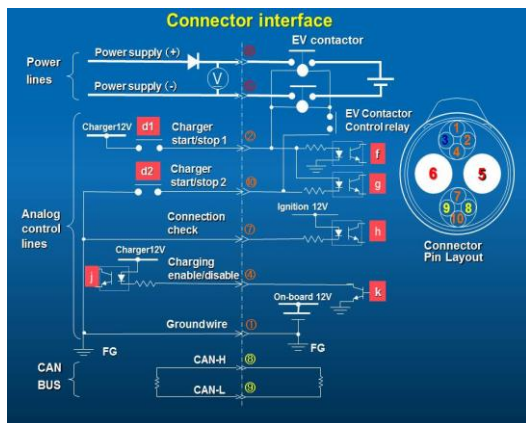 Connector interface
EV contactor
Power
lines
Power supply (+)
V
Power supply (-)
Charger12V
d1
Charger
start/stop 1
②
EV Contactor
Control relay
f
d2
Charger
start/stop 2
⑩
g
Analog
control
lines
Connection
check
⑦
Ignition 12V
h
Charger12V
j
Charging
enable/disable
④
k
On-board 12V
Ground wire
①
FG
FG
CAN
BUS
CAN-H
⑧
CAN-L
⑨
1
3
2
4
6
5
7
9
8
10
Connector
Pin Layout